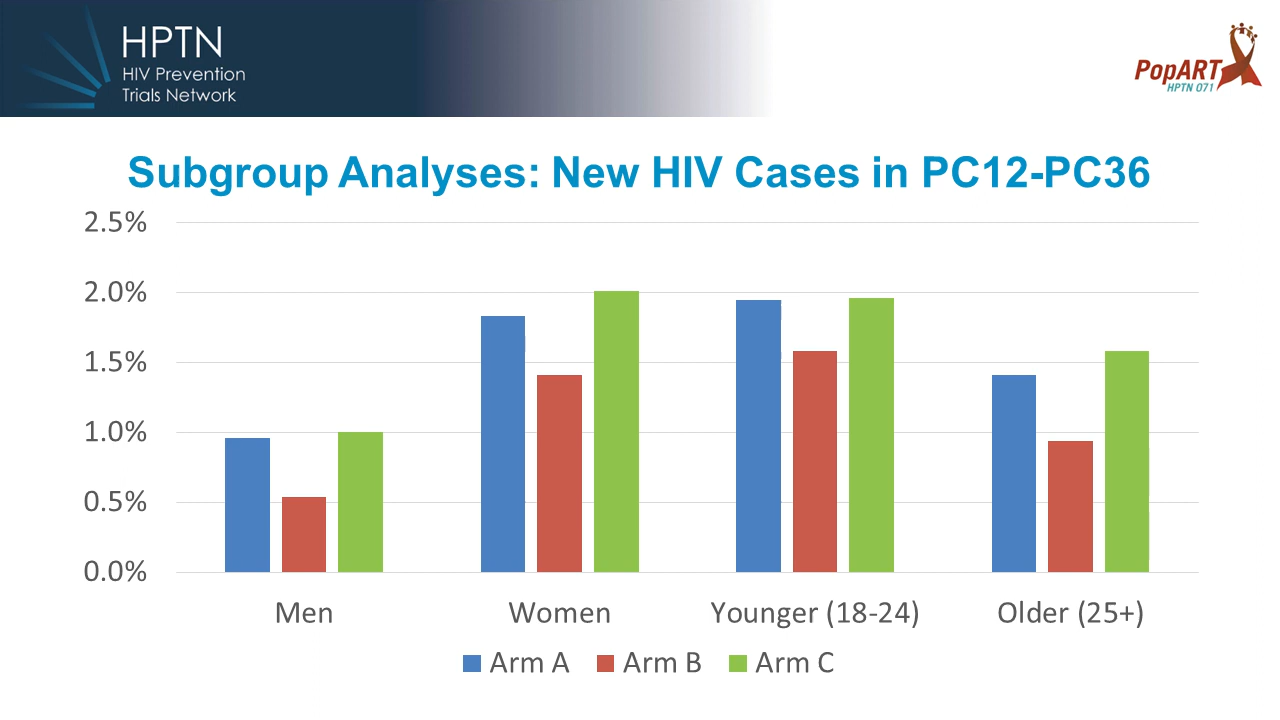 HPTN
HIV Prevention
Trials Network
PopART
HPTN 071
Subgroup Analyses: New HIV Cases in PC12-PC36
2.5%
2.0%
1.5%
1.0%
0.5%
0.0%
Men Women Younger (18-24) Older (25+)
Arm A Arm B Arm C